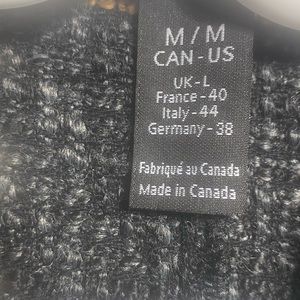 M / M
CAN - US
UK - L
France - 40
Italy - 44
Germany - 38
Fabriqué au Canada
Made in Canada